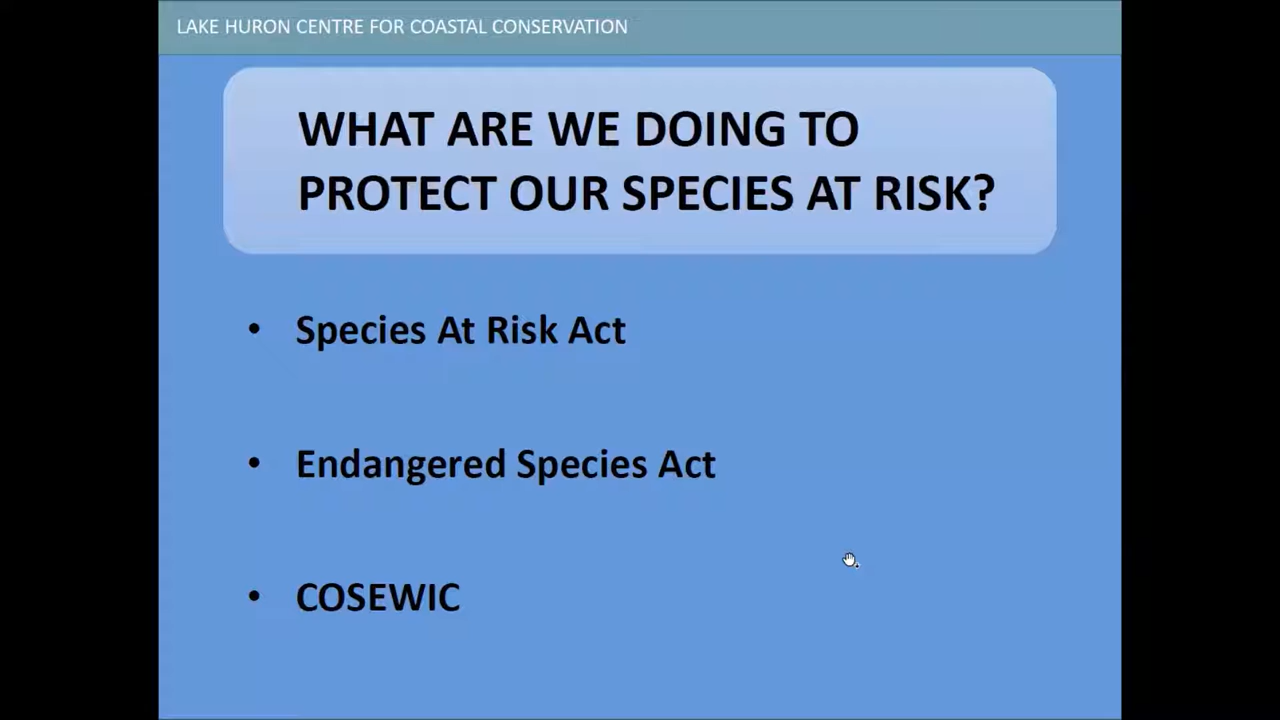 LAKE HURON CENTRE FOR COASTAL CONSERVATION
WHAT ARE WE DOING TO
PROTECT OUR SPECIES AT RISK?
• Species At Risk Act
• Endangered Species Act
• COSEWIC